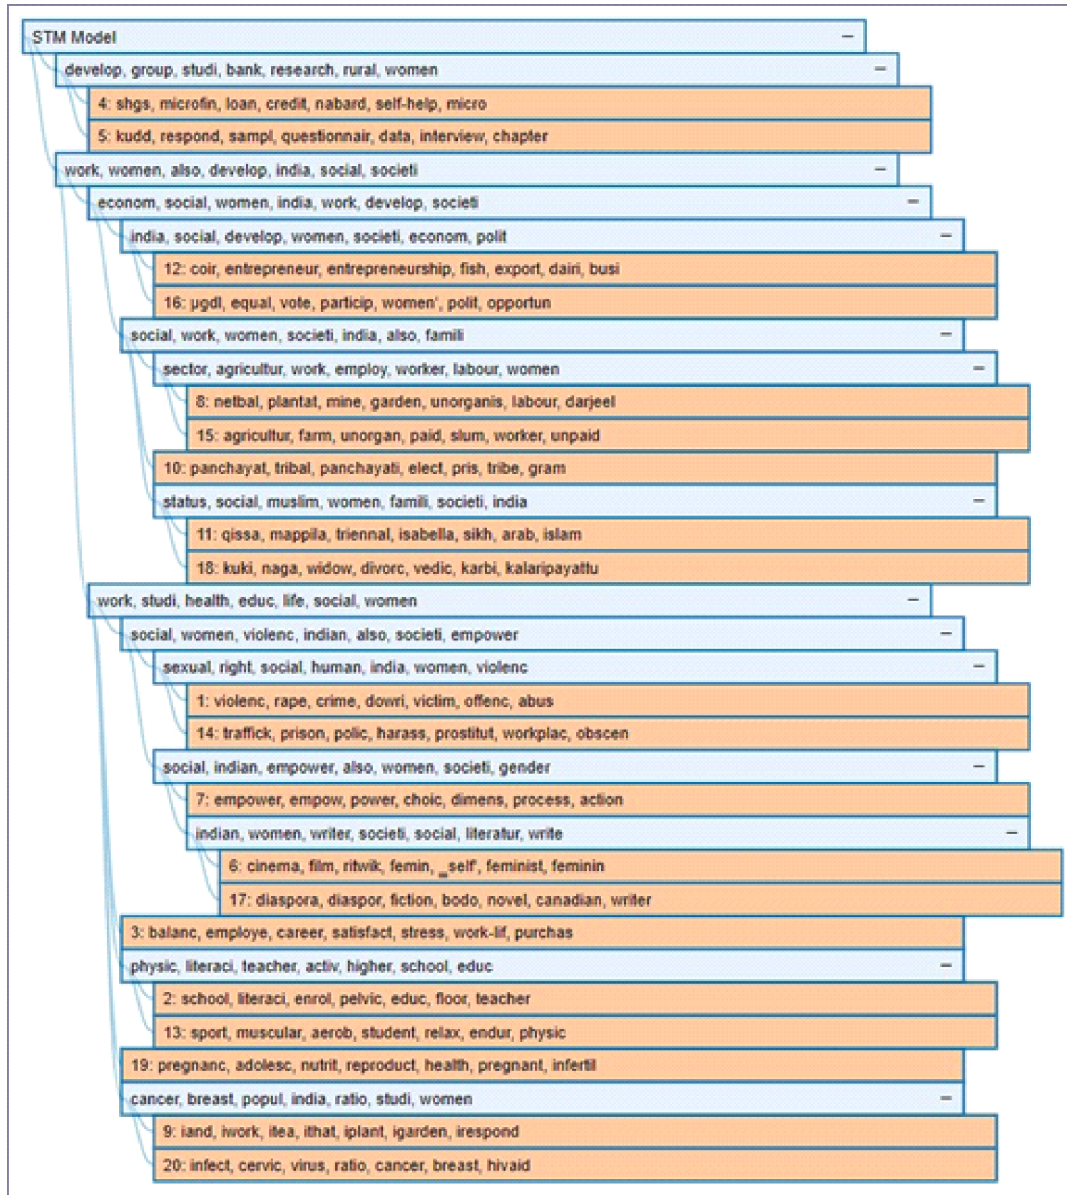 STM Model –
develop, group, studi, bank, research, rural, women –
4: shgs, microfin, loan, credit, nabard, self-help, micro
5: kudd, respond, sampl, questionnair, data, interview, chapter
work, women, also, develop, india, social, societi –
econom, social, women, india, work, develop, societi –
india, social, develop, women, societi, econom, polit –
12: coir, entrepreneur, entrepreneurship, fish, export, dairi, busi
16: µgdl, equal, vote, particip, women', polit, opportun
social, work, women, societi, india, also, famili –
sector, agricultur, work, employ, worker, labour, women –
8: netbal, plantat, mine, garden, unorganis, labour, darjeel
15: agricultur, farm, unorgan, paid, slum, worker, unpaid
10: panchayat, tribal, panchayati, elect, pris, tribe, gram
status, social, muslim, women, famili, societi, india –
11: qissa, mappila, triennal, isabella, sikh, arab, islam
18: kuki, naga, widow, divorc, vedic, karbi, kalaripayattu
work, studi, health, educ, life, social, women –
social, women, violenc, indian, also, societi, empower –
sexual, right, social, human, india, women, violenc –
1: violenc, rape, crime, dowri, victim, offenc, abus
14: traffick, prison, polic, harass, prostitut, workplac, obscen
social, indian, empower, also, women, societi, gender –
7: empower, empow, power, choic, dimens, process, action
indian, women, writer, societi, social, literatur, write –
6: cinema, film, ritwik, femin, ‗self', feminist, feminin
17: diaspora, diaspor, fiction, bodo, novel, canadian, writer
3: balanc, employe, career, satisfact, stress, work-lif, purchas
physic, literaci, teacher, activ, higher, school, educ –
2: school, literaci, enrol, pelvic, educ, floor, teacher
13: sport, muscular, aerob, student, relax, endur, physic
19: pregnanc, adolesc, nutrit, reproduct, health, pregnant, infertil
cancer, breast, popul, india, ratio, studi, women –
9: iand, iwork, itea, ithat, iplant, igarden, irespond
20: infect, cervic, virus, ratio, cancer, breast, hivaid